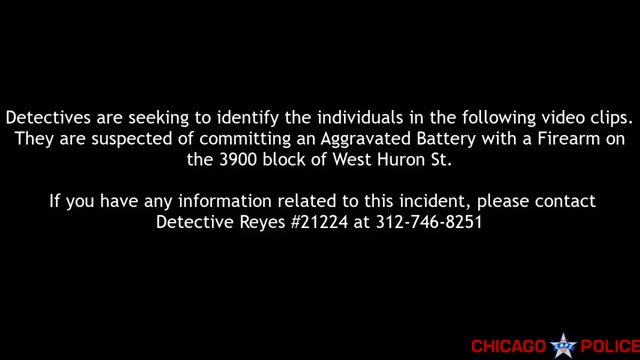 Detectives are seeking to identify the individuals in the following video clips.
They are suspected of committing an Aggravated Battery with a Firearm on
the 3900 block of West Huron St.
If you have any information related to this incident, please contact
Detective Reyes #21224 at 312-746-8251
CHICAGO CAPS POLICE